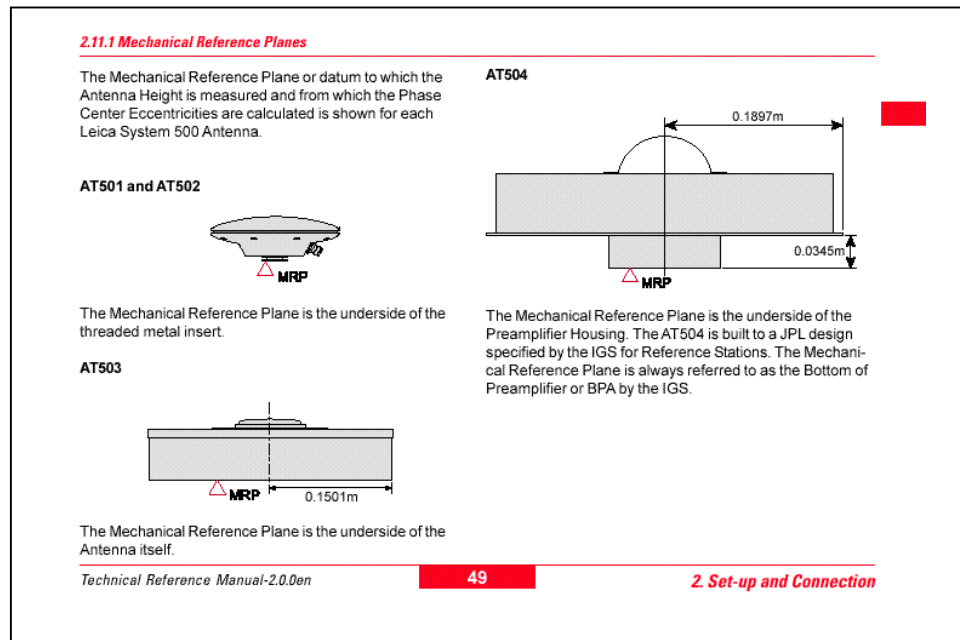 2.11.1 Mechanical Reference Planes
The Mechanical Reference Plane or datum to which the
Antenna Height is measured and from which the Phase
Center Eccentricities are calculated is shown for each
Leica System 500 Antenna.
AT501 and AT502
MRP
The Mechanical Reference Plane is the underside of the
threaded metal insert.
AT503
MRP
0.1501m
The Mechanical Reference Plane is the underside of the
Antenna itself.
AT504
0.1897m
0.0345m
MRP
The Mechanical Reference Plane is the underside of the
Preamplifier Housing. The AT504 is built to a JPL design
specified by the IGS for Reference Stations. The Mechani-
cal Reference Plane is always referred to as the Bottom of
Preamplifier or BPA by the IGS.
Technical Reference Manual-2.0.0en
49
2. Set-up and Connection